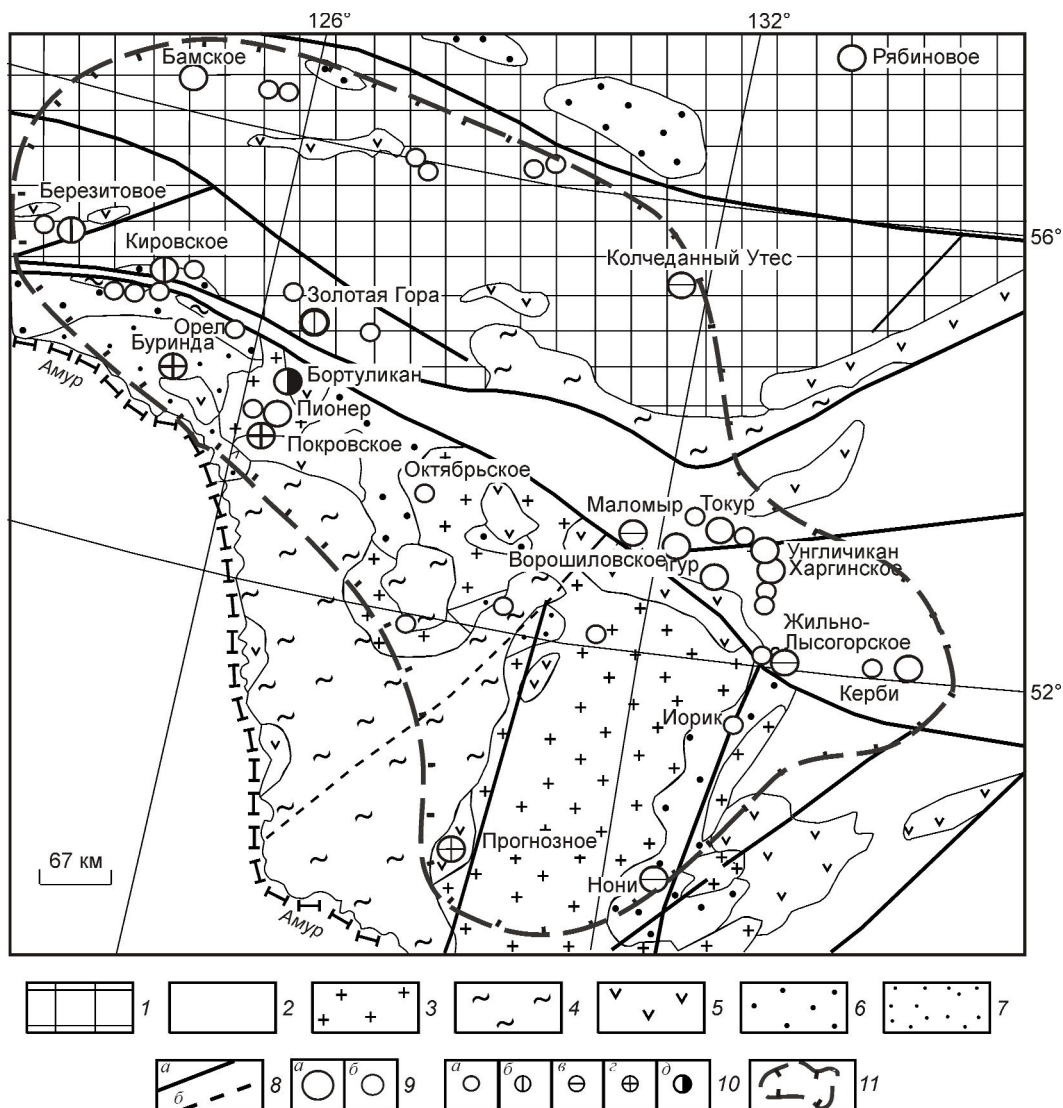 126°
132°
Бамское
Рябиновое
Березитовое
56°
Кировское
Колчеданный Утес
Золотая Гора
Орел
Буринда
Амур
Бортуликан
Пионер
Покровское
Октябрьское
Маломыр
Токур
Ворошиловское
гур
Унгличикан
Харгинское
Жильно-
Лысогорское
Керби
52°
Иорик
67 км
Прогнозное
Нони
Амур
1
2
3
4
5
6
7
а
б
8
а
б
9
а
б
в
г
д
10
11